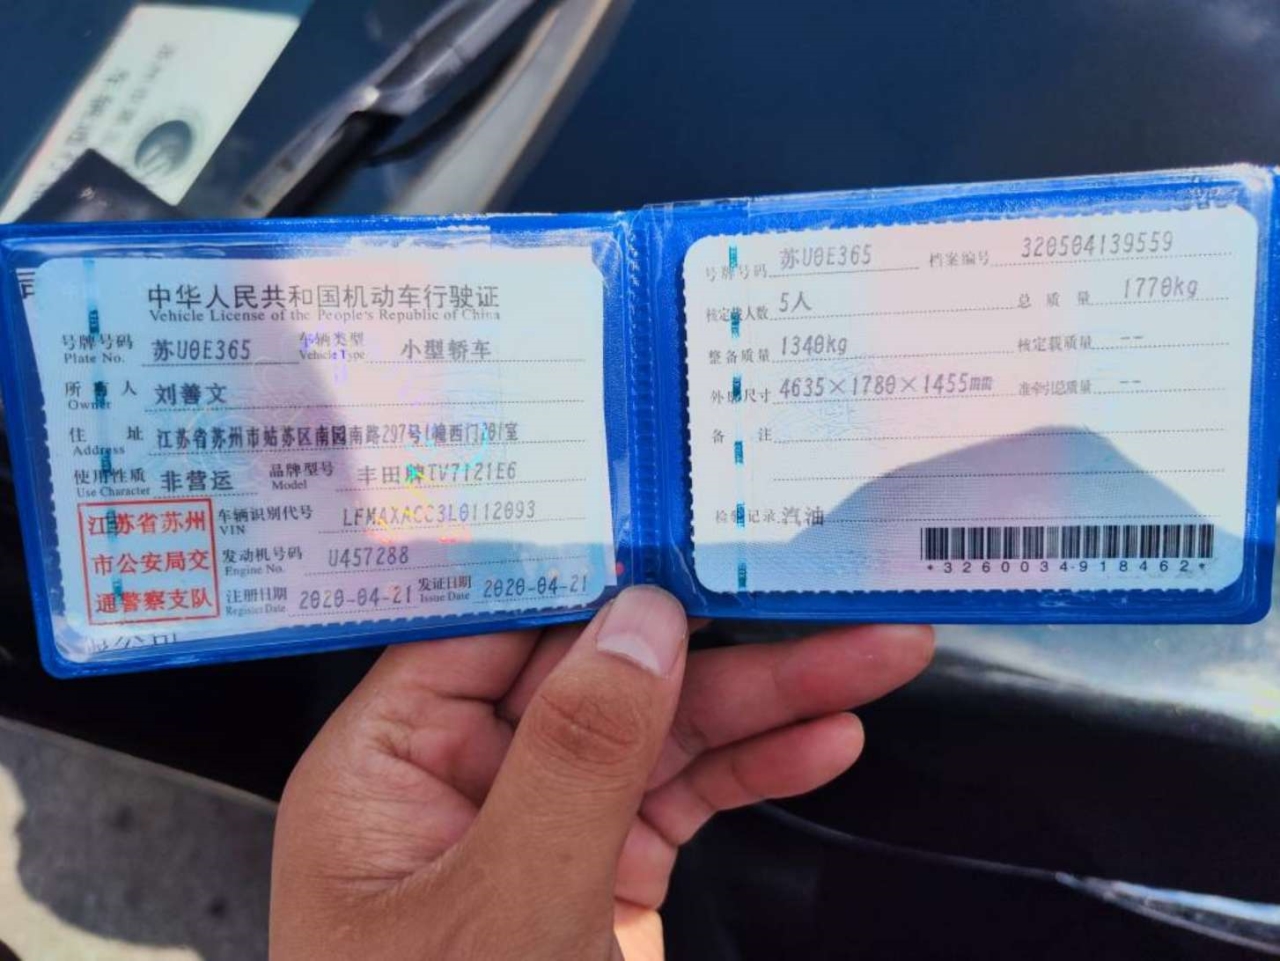 中华人民共和国机动车行驶证
Vehicle License of the People's Republic of China
号牌号码 Plate No. 苏U0E365 车辆类型 Vehicle Type 小型轿车
所有人 Owner 刘善文
住址 Address 江苏省苏州市姑苏区南园南路297号1幢西门201室
使用性质 Use Character 非营运 品牌型号 Model 丰田牌TV7121E6
车辆识别代号 VIN LFMAXACC3L0112093
发动机号码 Engine No. U457288
注册日期 Register Date 2020-04-21 发证日期 Issue Date 2020-04-21
江苏省苏州
市公安局交
通警察支队
号牌号码 苏U0E365 档案编号 320504139559
核定载人数 5人 总质量 1770kg
整备质量 1340kg 核定载质量 --
外廓尺寸 4635×1780×1455mm 准牵引总质量 --
备注
检验记录 汽油
*3260034918462*